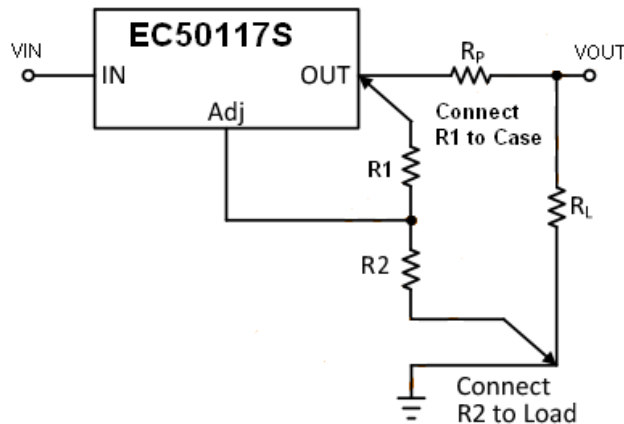 EC50117S
VIN
IN
OUT
Adj
RP
VOUT
Connect
R1 to Case
R1
RL
R2
Connect
R2 to Load